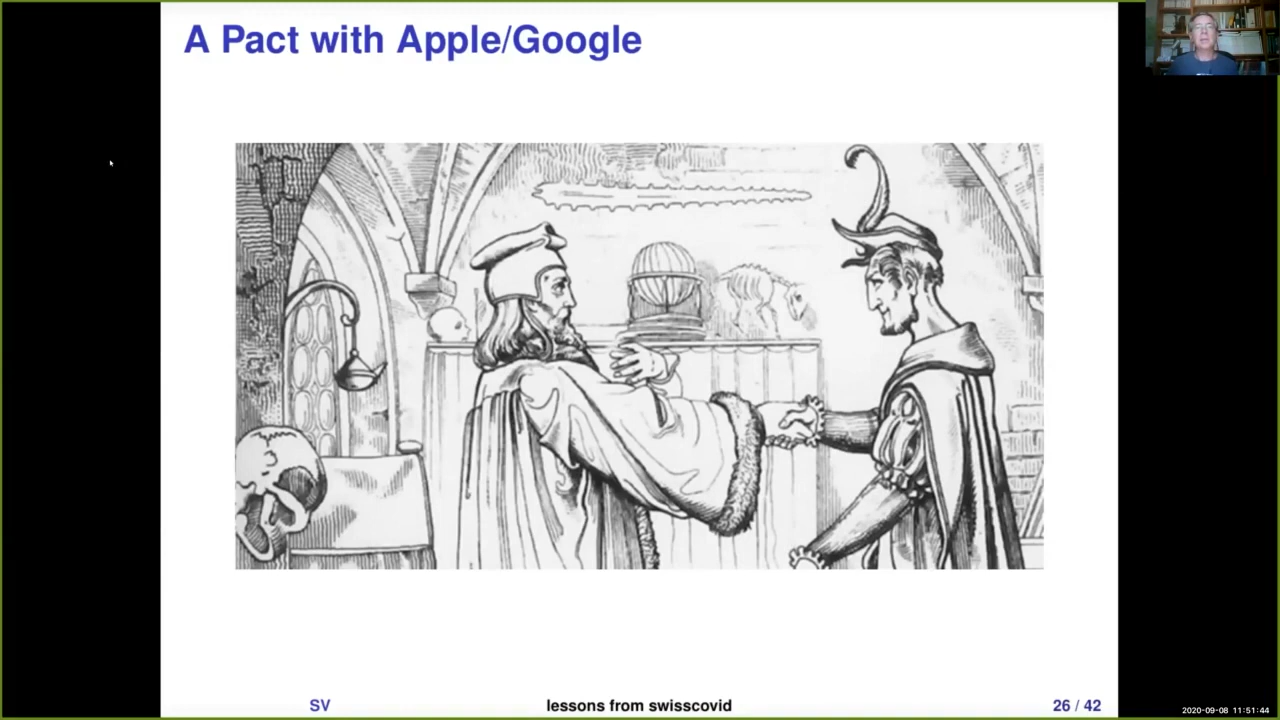 A Pact with Apple/Google
SV
lessons from swisscovid
26 / 42
2020-09-08 11:51:44